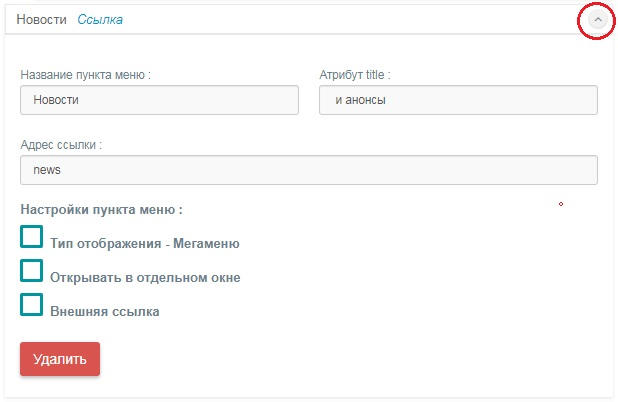 Новости Ссылка
Название пункта меню : Атрибут title :
Новости и анонсы
Адрес ссылки :
news
Настройки пункта меню :
Тип отображения - Мегаменю
Открывать в отдельном окне
Внешняя ссылка
Удалить